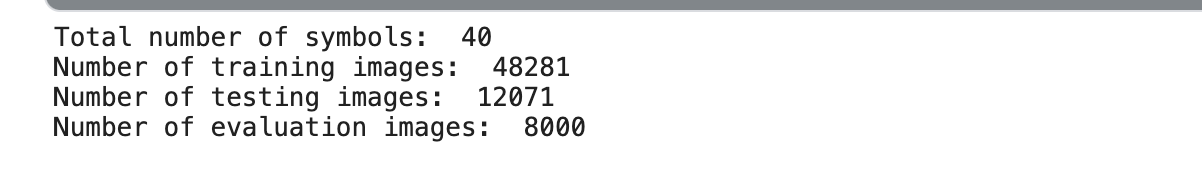 Total number of symbols:  40
Number of training images:  48281
Number of testing images:  12071
Number of evaluation images:  8000